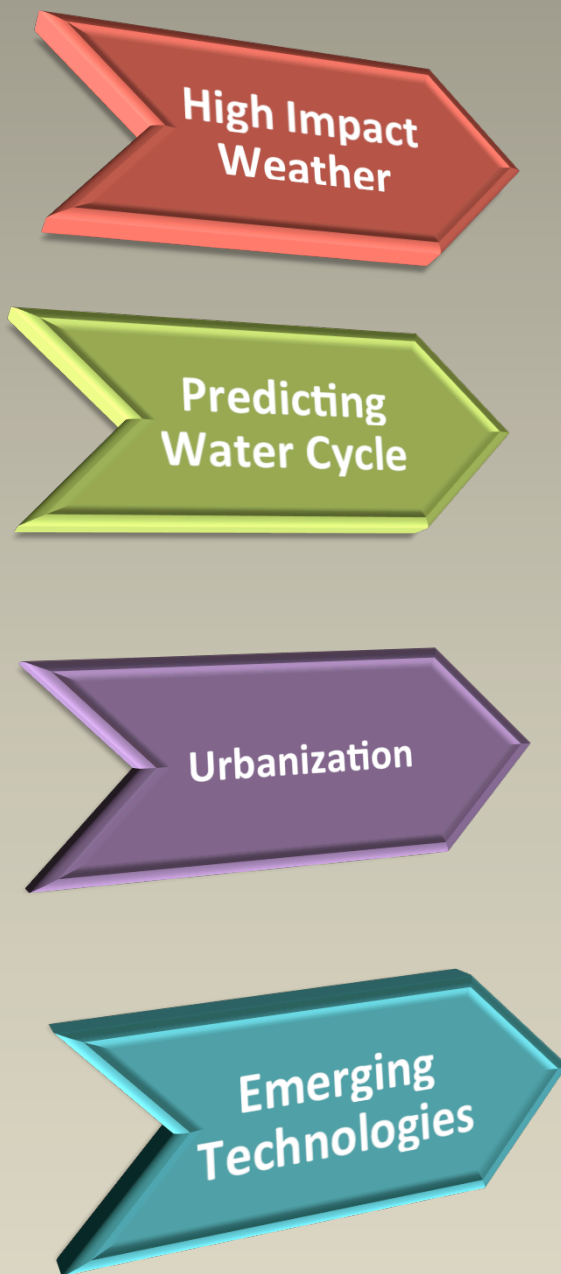 High Impact
Weather
Predicting
Water Cycle
Urbanization
Emerging
Technologies